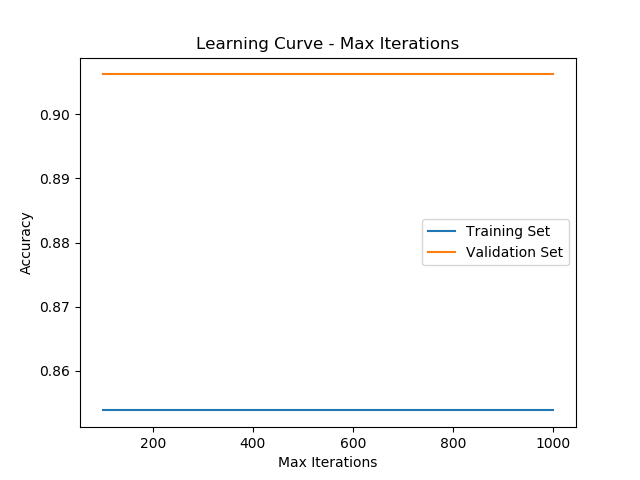 Learning Curve - Max Iterations
Accuracy
0.90
0.89
0.88
0.87
0.86
Training Set
Validation Set
200
400
600
800
1000
Max Iterations